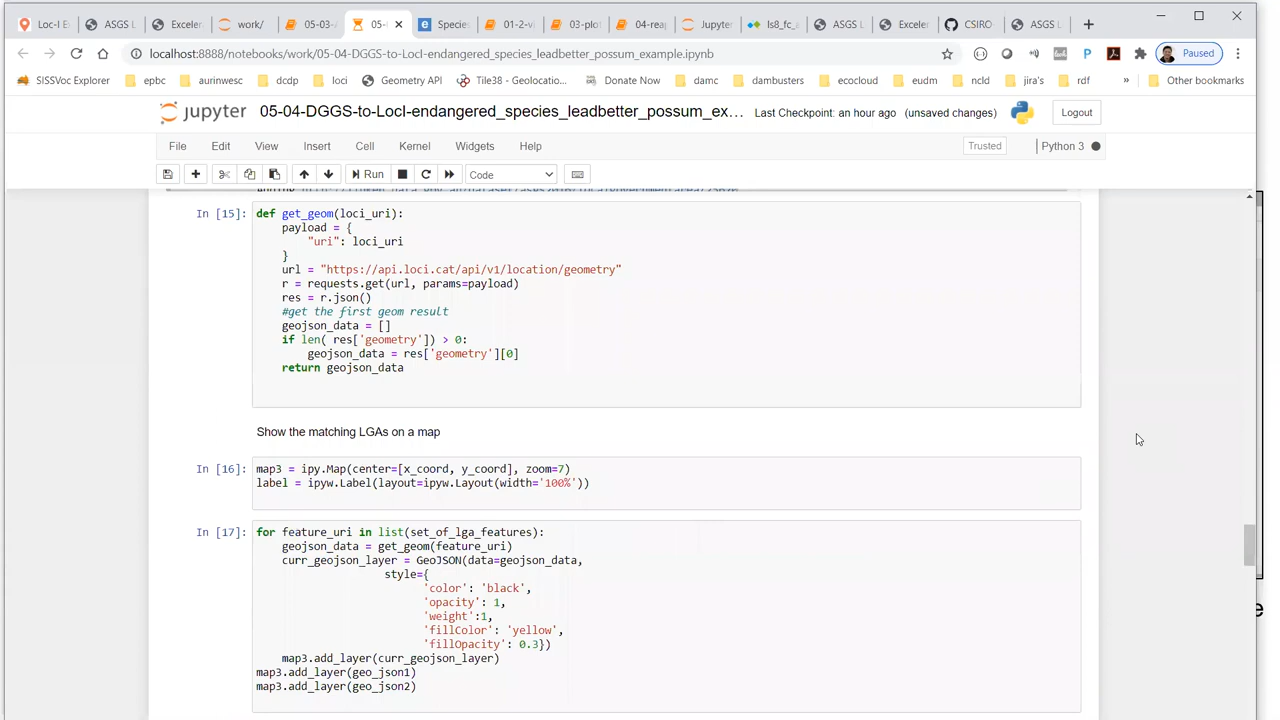 Loc-I E
ASGS L
Excelen
work/
05-03-
05-
Species
01-2-v
03-plot
04-reap
Jupyter
ls8_fc_a
ASGS L
Excelen
CSIRO
ASGS L
localhost:8888/notebooks/work/05-04-DGGS-to-LocI-endangered_species_leadbetter_possum_example.ipynb
Paused
SISSVoc Explorer
epbc
aurinwesc
dcdp
loci
Geometry API
Tile38 - Geolocatio...
Donate Now
damc
dambusters
ecocloud
eudm
ncld
jira's
rdf
»
Other bookmarks
jupyter 05-04-DGGS-to-LocI-endangered_species_leadbetter_possum_ex... Last Checkpoint: an hour ago (unsaved changes) Logout
File Edit View Insert Cell Kernel Widgets Help Trusted Python 3
Run Code
In [15]: def get_geom(loci_uri):
payload = {
"uri": loci_uri
}
url = "https://api.loci.cat/api/v1/location/geometry"
r = requests.get(url, params=payload)
res = r.json()
#get the first geom result
geojson_data = []
if len( res['geometry']) > 0:
geojson_data = res['geometry'][0]
return geojson_data
Show the matching LGAs on a map
In [16]: map3 = ipy.Map(center=[x_coord, y_coord], zoom=7)
label = ipyw.Label(layout=ipyw.Layout(width='100%'))
In [17]: for feature_uri in list(set_of_lga_features):
geojson_data = get_geom(feature_uri)
curr_geojson_layer = GeoJSON(data=geojson_data,
style={
'color': 'black',
'opacity': 1,
'weight':1,
'fillColor': 'yellow',
'fillOpacity': 0.3})
map3.add_layer(curr_geojson_layer)
map3.add_layer(geo_json1)
map3.add_layer(geo_json2)